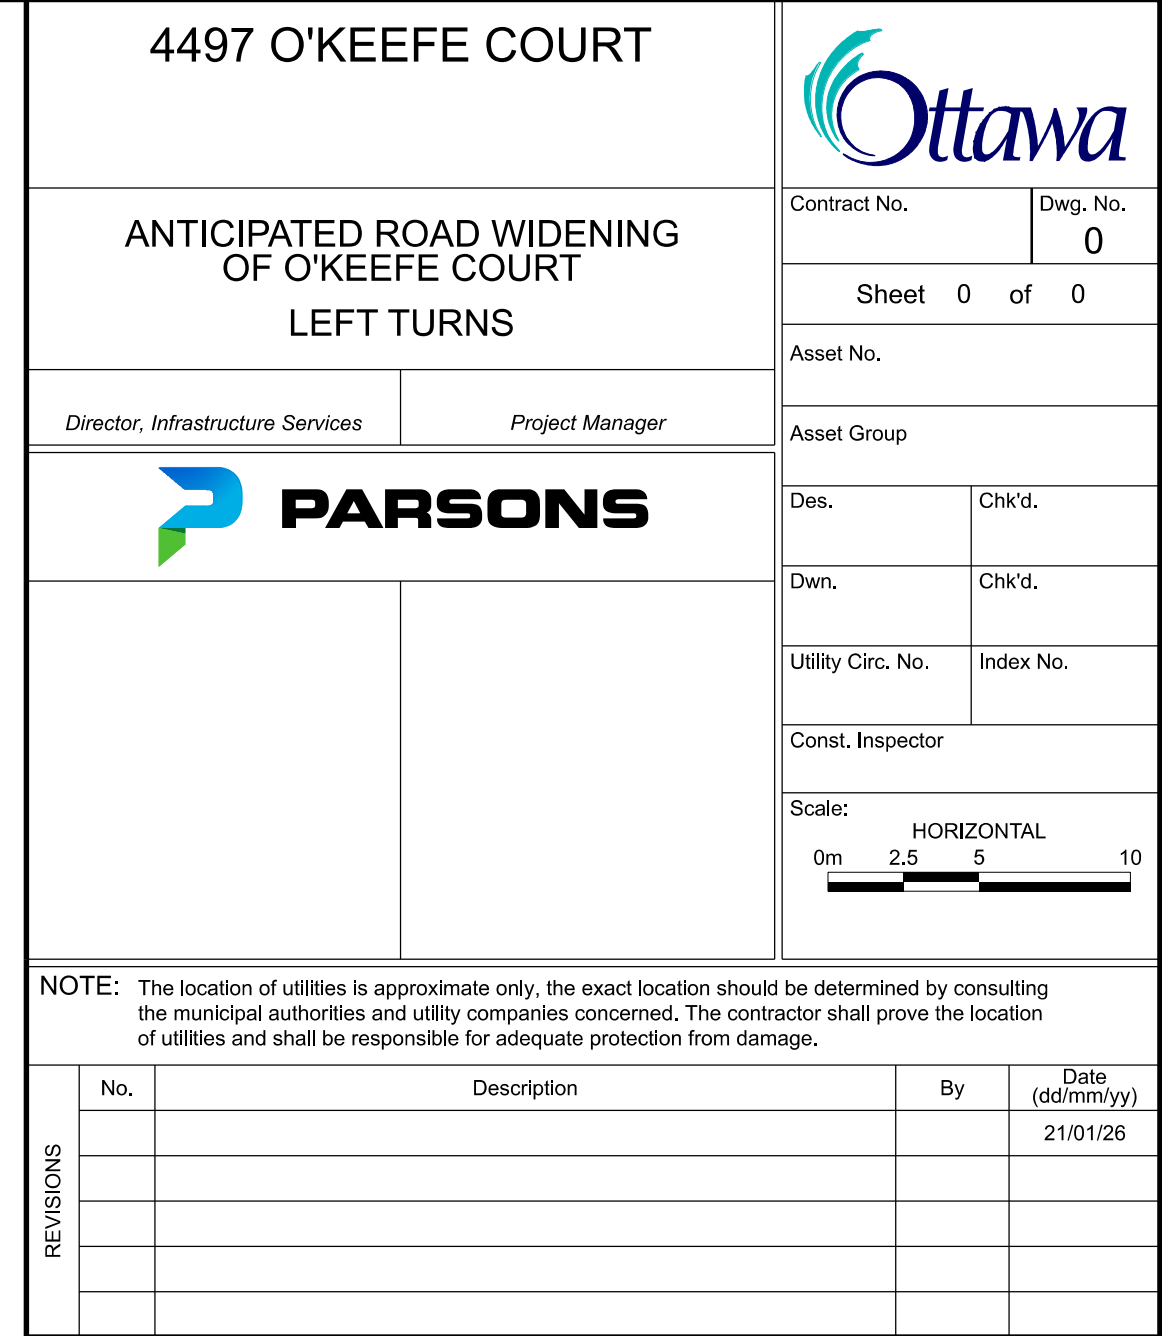 4497 O'KEEFE COURT
Ottawa
ANTICIPATED ROAD WIDENING
OF O'KEEFE COURT
LEFT TURNS
Contract No.
Dwg. No.
0
Sheet 0 of 0
Asset No.
Director, Infrastructure Services
Project Manager
Asset Group
PARSONS
Des.
Chk'd.
Dwn.
Chk'd.
Utility Circ. No.
Index No.
Const. Inspector
Scale:
HORIZONTAL
0m 2.5 5 10
NOTE: The location of utilities is approximate only, the exact location should be determined by consulting
the municipal authorities and utility companies concerned. The contractor shall prove the location
of utilities and shall be responsible for adequate protection from damage.
REVISIONS
No.
Description
By
Date
(dd/mm/yy)
21/01/26